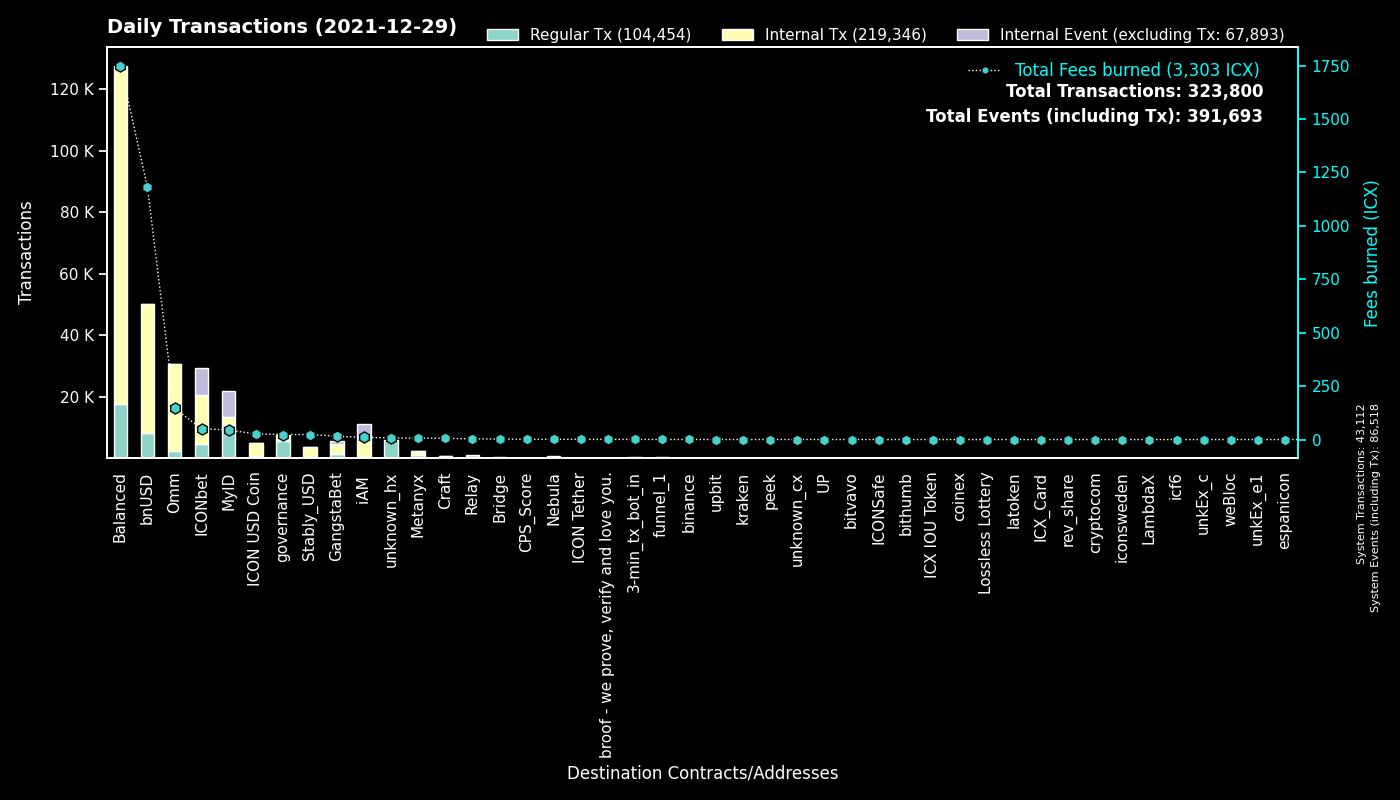 Daily Transactions (2021-12-29)
Regular Tx (104,454)
Internal Tx (219,346)
Internal Event (excluding Tx: 67,893)
Total Fees burned (3,303 ICX)
Total Transactions: 323,800
Total Events (including Tx): 391,693
Transactions
120 K
100 K
80 K
60 K
40 K
20 K
1750
1500
1250
1000
750
500
250
0
Fees burned (ICX)
System Transactions: 43,112
System Events (including Tx): 86,518
Balanced
bnUSD
Omm
ICONbet
MyID
ICON USD Coin
governance
Stably_USD
GangstaBet
iAM
unknown_hx
Metanyx
Craft
Relay
Bridge
CPS_Score
Nebula
ICON Tether
broof - we prove, verify and love you.
3-min_tx_bot_in
funnel_1
binance
upbit
kraken
peek
unknown_cx
UP
bitvavo
ICONSafe
bithumb
ICX IOU Token
coinex
Lossless Lottery
latoken
ICX_Card
rev_share
cryptocom
iconsweden
LambdaX
icf6
unkEx_c
weBloc
unkEx_e1
espanicon
Destination Contracts/Addresses